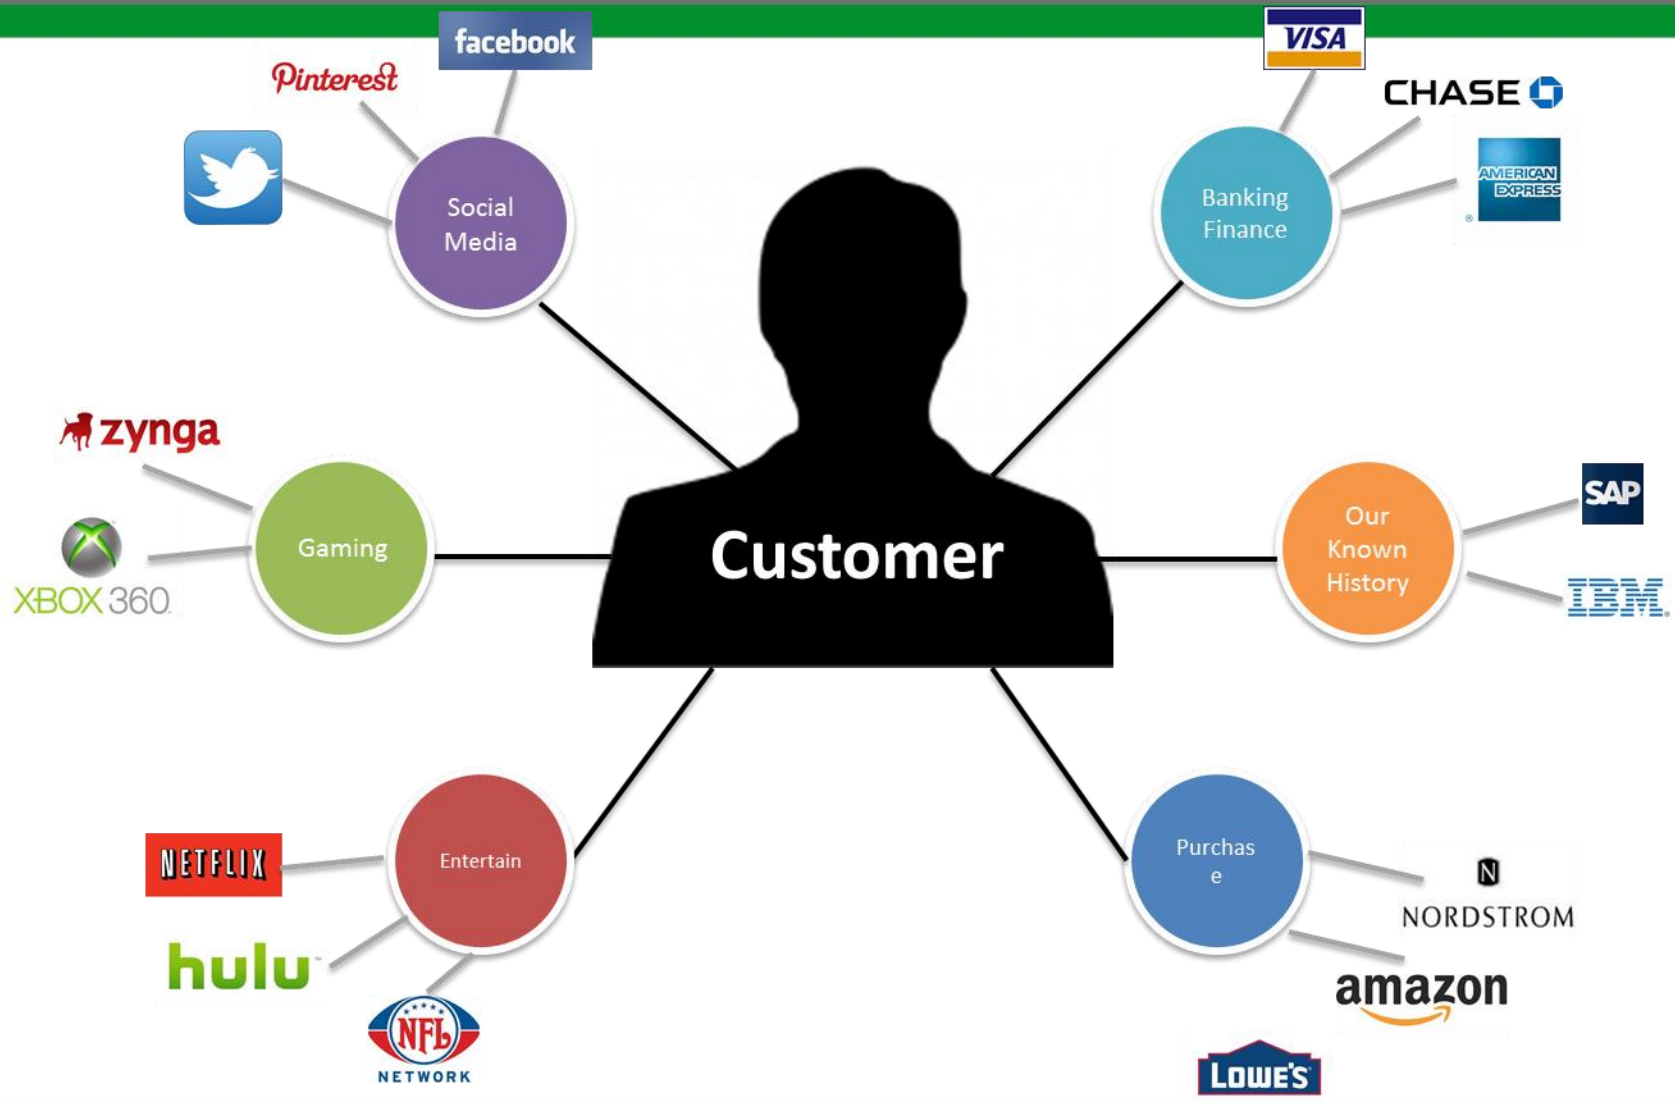 facebook
Pinterest
Social
Media
VISA
CHASE
AMERICAN
EXPRESS
®
Banking
Finance
zynga
XBOX 360.
Gaming
Customer
Our
Known
History
SAP
IBM®
NETFLIX
hulu™
NFL
NETWORK
Entertain
Purchas
e
N
NORDSTROM
amazon
LOWE'S